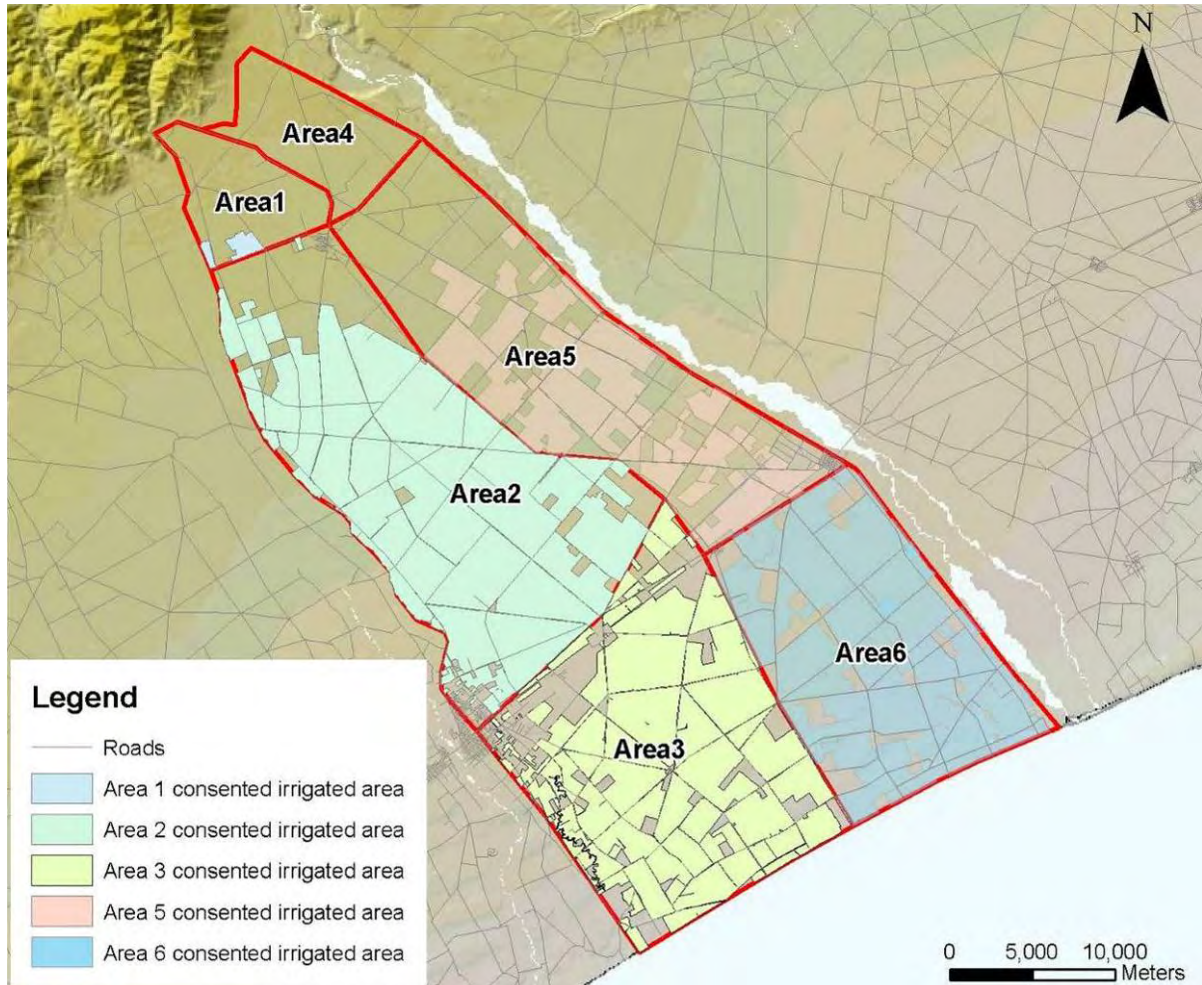 N
Area4
Area1
Area5
Area2
Area6
Area3
Legend
Roads
Area 1 consented irrigated area
Area 2 consented irrigated area
Area 3 consented irrigated area
Area 5 consented irrigated area
Area 6 consented irrigated area
0 5,000 10,000
Meters